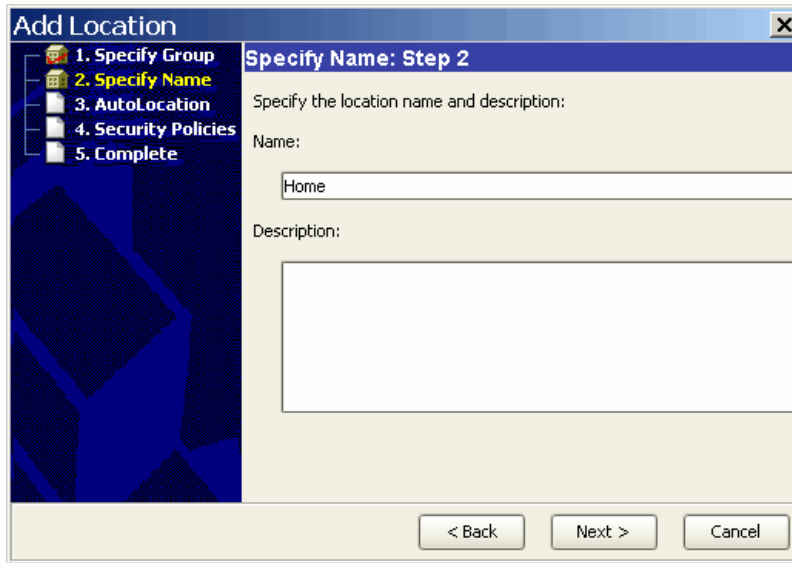 Add Location
1. Specify Group
2. Specify Name
3. AutoLocation
4. Security Policies
5. Complete
Specify Name: Step 2
Specify the location name and description:
Name:
Home
Description:
< Back
Next >
Cancel